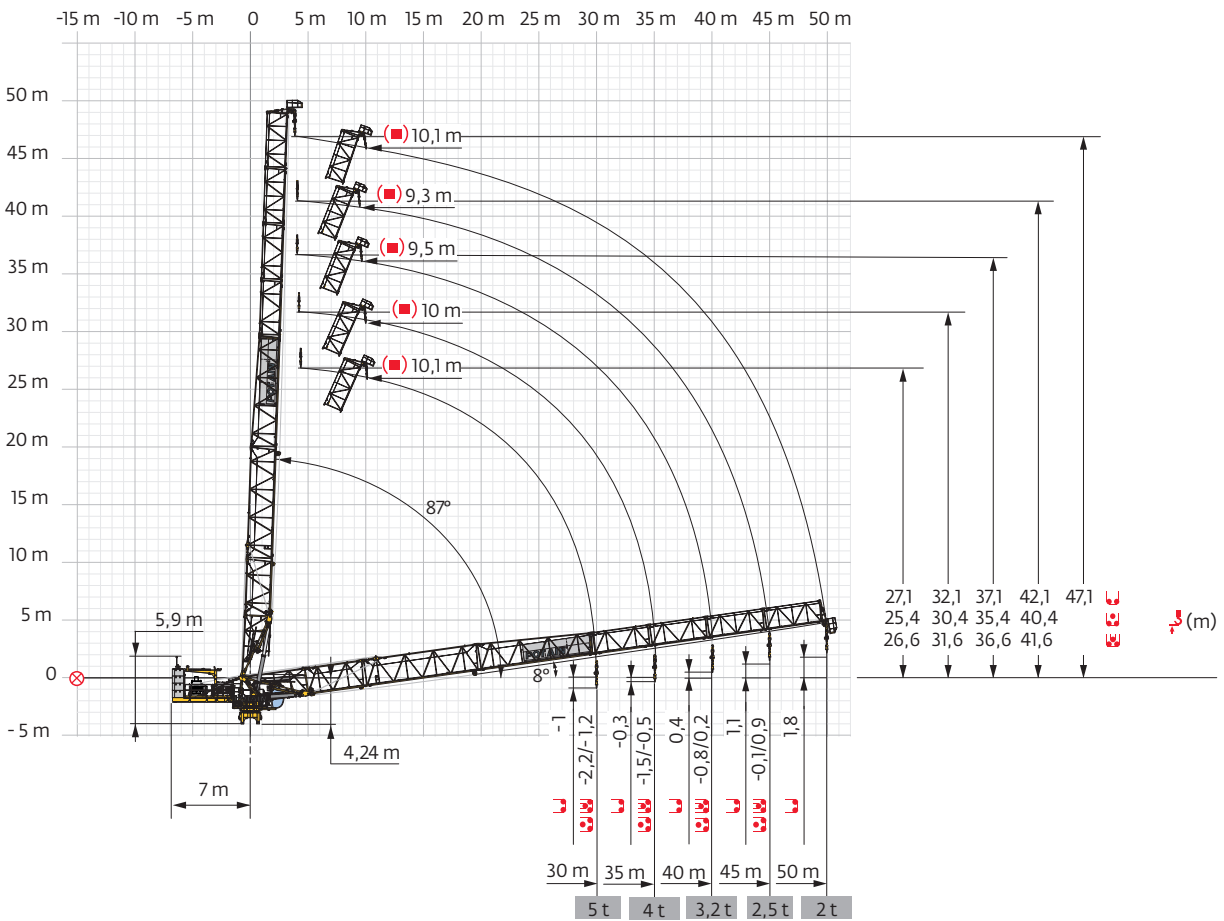 -15 m -10 m -5 m 0 5 m 10 m 15 m 20 m 25 m 30 m 35 m 40 m 45 m 50 m
50 m
(■) 10,1 m
45 m
(■) 9,3 m
40 m
(■) 9,5 m
35 m
(■) 10 m
30 m
(■) 10,1 m
25 m
POTAIN
20 m
87°
15 m
10 m
27,1 32,1 37,1 42,1 47,1
25,4 30,4 35,4 40,4
(m)
26,6 31,6 36,6 41,6
5 m
5,9 m
POTAIN
8°
0
-5 m
4,24 m
7 m
-1
-2,2/-1,2
-0,3
-1,5/-0,5
0,4
-0,8/0,2
1,1
-0,1/0,9
1,8
30 m 35 m 40 m 45 m 50 m
5 t 4 t 3,2 t 2,5 t 2 t